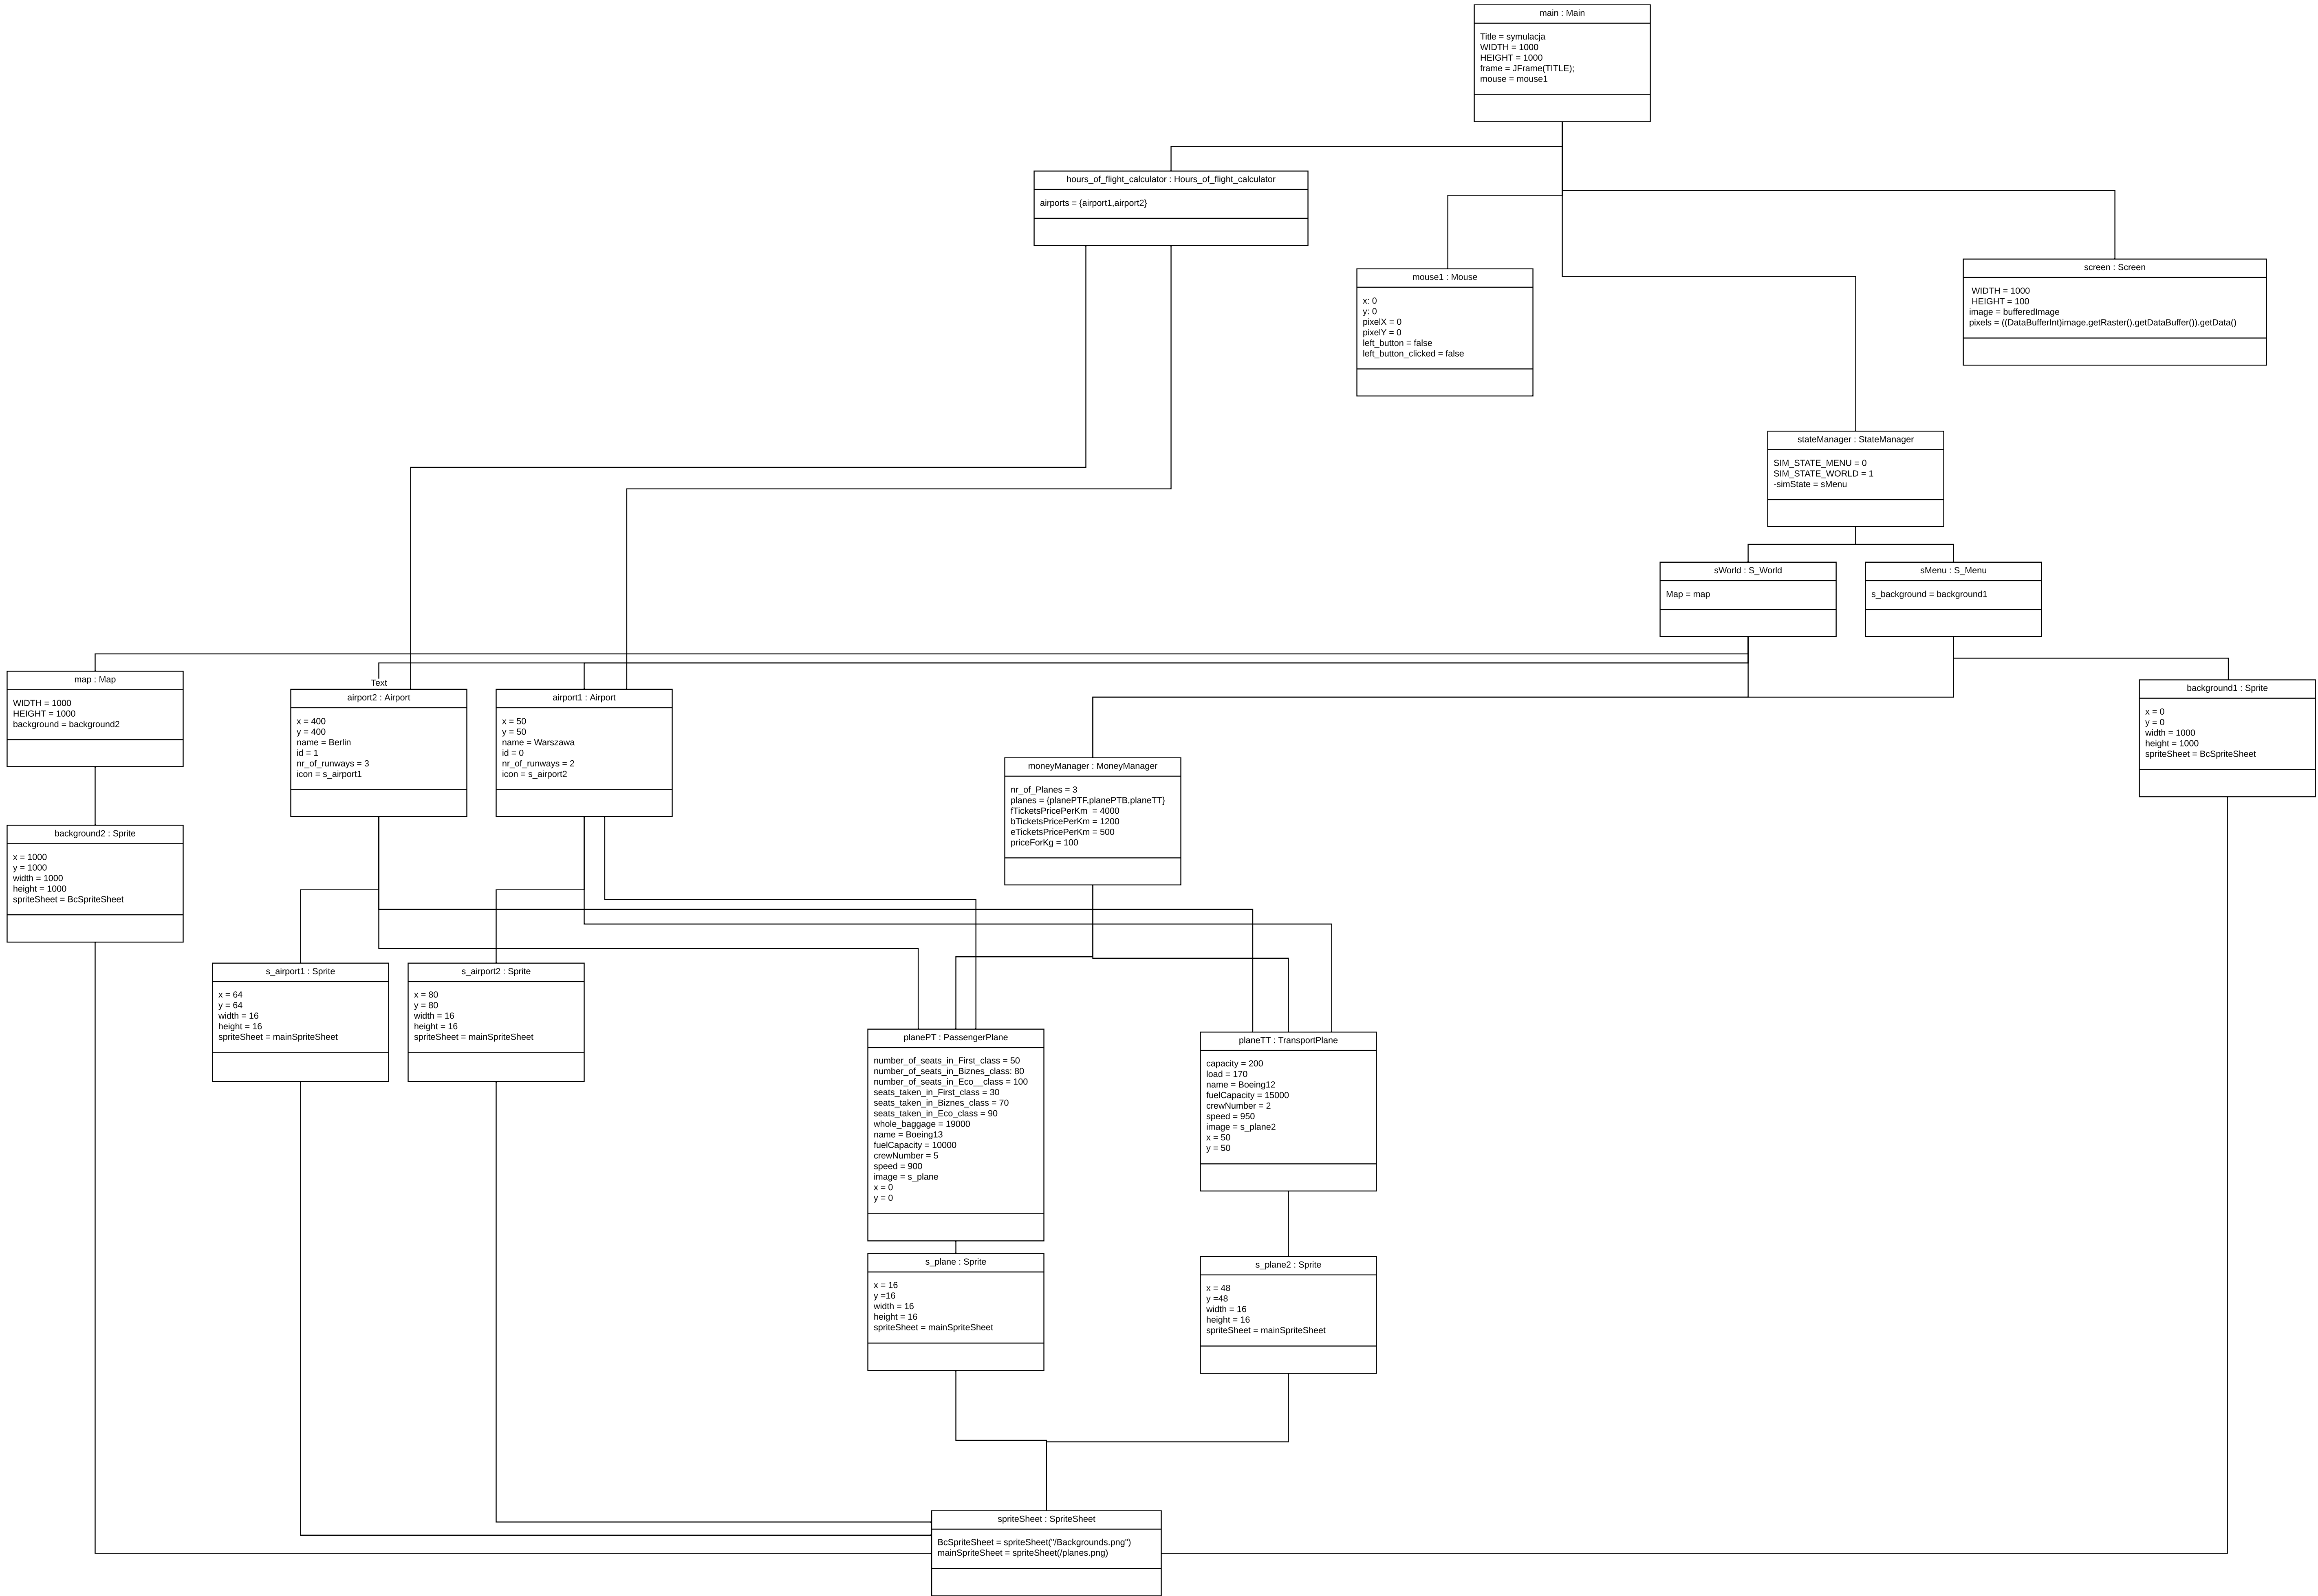 main : Main
Title = symulacja
WIDTH = 1000
HEIGHT = 1000
frame = JFrame(TITLE);
mouse = mouse1
hours_of_flight_calculator : Hours_of_flight_calculator
airports = {airport1,airport2}
mouse1 : Mouse
x: 0
y: 0
pixelX = 0
pixelY = 0
left_button = false
left_button_clicked = false
screen : Screen
WIDTH = 1000
HEIGHT = 100
image = bufferedImage
pixels = ((DataBufferInt)image.getRaster().getDataBuffer()).getData()
stateManager : StateManager
SIM_STATE_MENU = 0
SIM_STATE_WORLD = 1
-simState = sMenu
sWorld : S_World
Map = map
sMenu : S_Menu
s_background = background1
map : Map
WIDTH = 1000
HEIGHT = 1000
background = background2
Text
airport2 : Airport
x = 400
y = 400
name = Berlin
id = 1
nr_of_runways = 3
icon = s_airport1
airport1 : Airport
x = 50
y = 50
name = Warszawa
id = 0
nr_of_runways = 2
icon = s_airport2
background1 : Sprite
x = 0
y = 0
width = 1000
height = 1000
spriteSheet = BcSpriteSheet
moneyManager : MoneyManager
nr_of_Planes = 3
planes = {planePTF,planePTB,planeTT}
fTicketsPricePerKm  = 4000
bTicketsPricePerKm = 1200
eTicketsPricePerKm = 500
priceForKg = 100
background2 : Sprite
x = 1000
y = 1000
width = 1000
height = 1000
spriteSheet = BcSpriteSheet
s_airport1 : Sprite
x = 64
y = 64
width = 16
height = 16
spriteSheet = mainSpriteSheet
s_airport2 : Sprite
x = 80
y = 80
width = 16
height = 16
spriteSheet = mainSpriteSheet
planePT : PassengerPlane
number_of_seats_in_First_class = 50
number_of_seats_in_Biznes_class: 80
number_of_seats_in_Eco__class = 100
seats_taken_in_First_class = 30
seats_taken_in_Biznes_class = 70
seats_taken_in_Eco_class = 90
whole_baggage = 19000
name = Boeing13
fuelCapacity = 10000
crewNumber = 5
speed = 900
image = s_plane
x = 0
y = 0
planeTT : TransportPlane
capacity = 200
load = 170
name = Boeing12
fuelCapacity = 15000
crewNumber = 2
speed = 950
image = s_plane2
x = 50
y = 50
s_plane : Sprite
x = 16
y =16
width = 16
height = 16
spriteSheet = mainSpriteSheet
s_plane2 : Sprite
x = 48
y =48
width = 16
height = 16
spriteSheet = mainSpriteSheet
spriteSheet : SpriteSheet
BcSpriteSheet = spriteSheet("/Backgrounds.png")
mainSpriteSheet = spriteSheet(/planes.png)